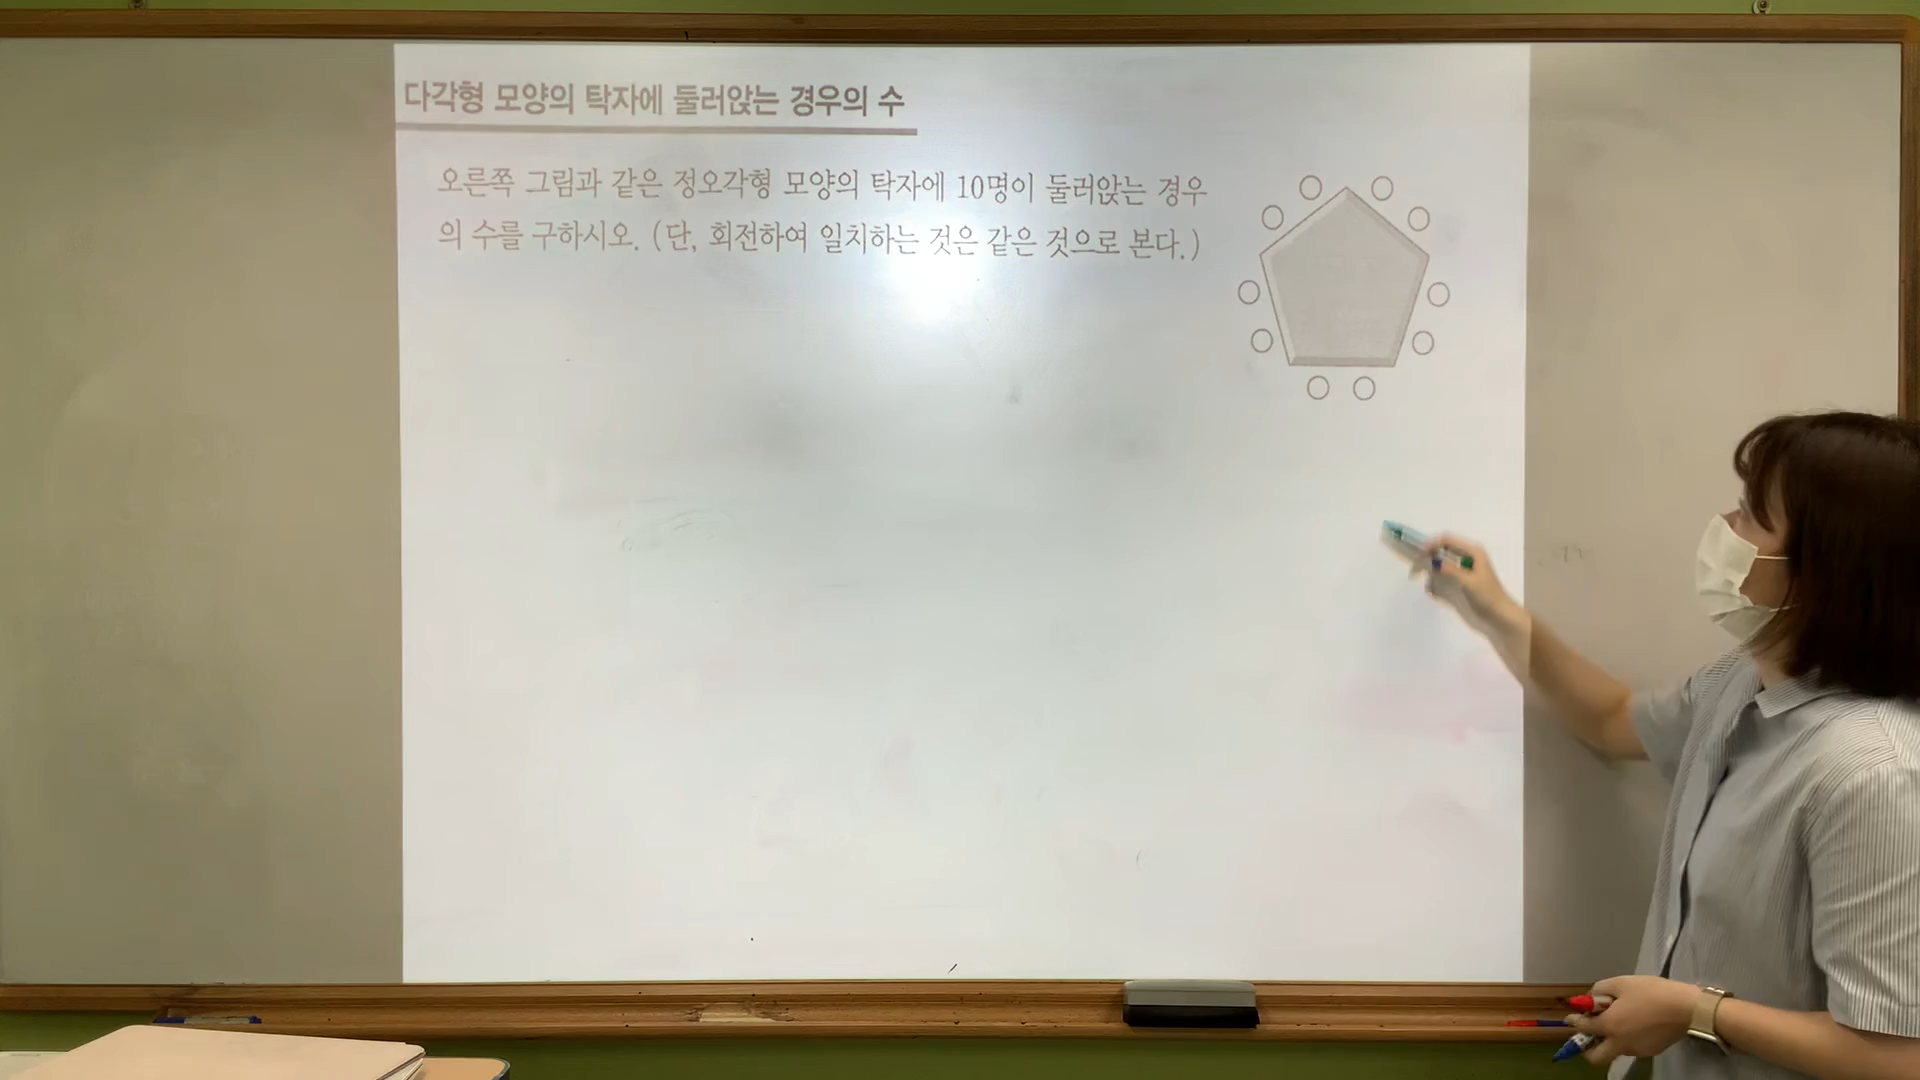 다각형 모양의 탁자에 둘러앉는 경우의 수
오른쪽 그림과 같은 정오각형 모양의 탁자에 10명이 둘러앉는 경우
의 수를 구하시오. (단, 회전하여 일치하는 것은 같은 것으로 본다.)